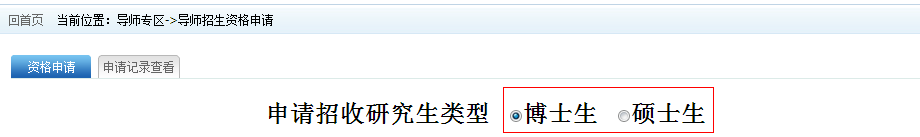 回首页 当前位置：导师专区->导师招生资格申请
资格申请 申请记录查看
申请招收研究生类型 博士生 硕士生